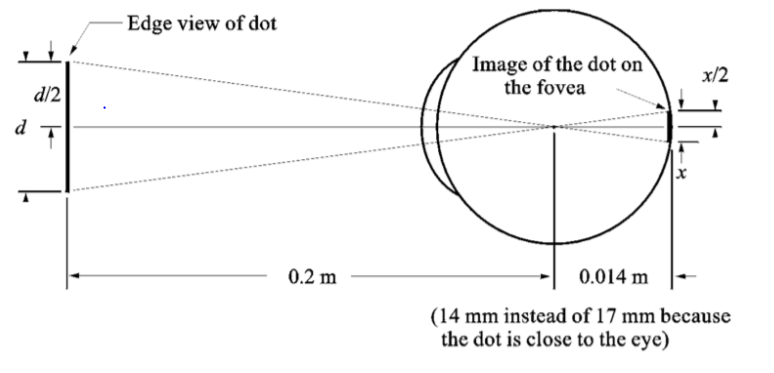 Edge view of dot
Image of the dot on
the fovea
x/2
d/2
d
x
0.2 m
0.014 m
(14 mm instead of 17 mm because
the dot is close to the eye)